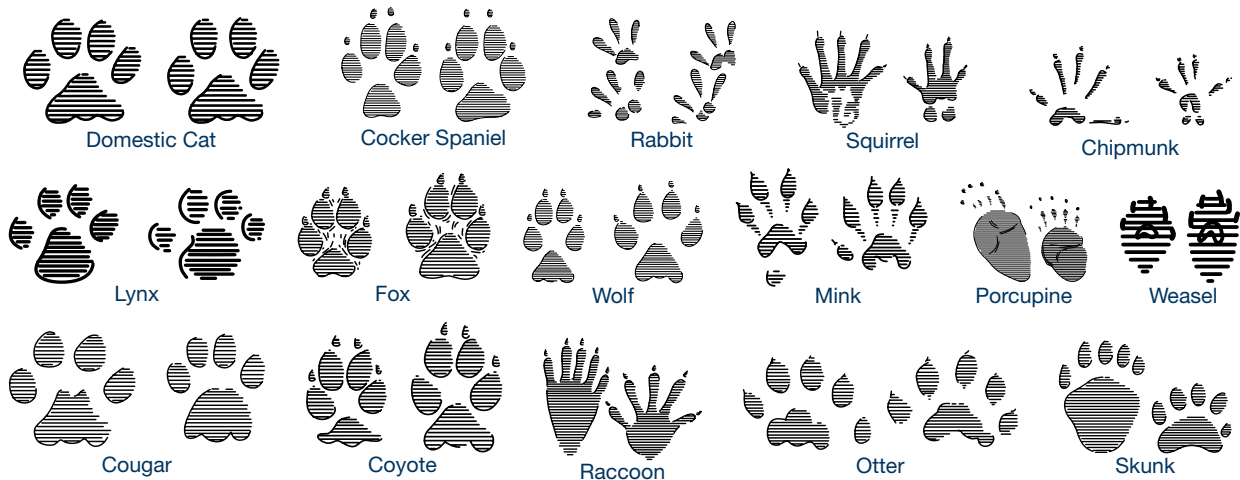 Domestic Cat
Cocker Spaniel
Rabbit
Squirrel
Chipmunk
Lynx
Fox
Wolf
Mink
Porcupine
Weasel
Cougar
Coyote
Raccoon
Otter
Skunk